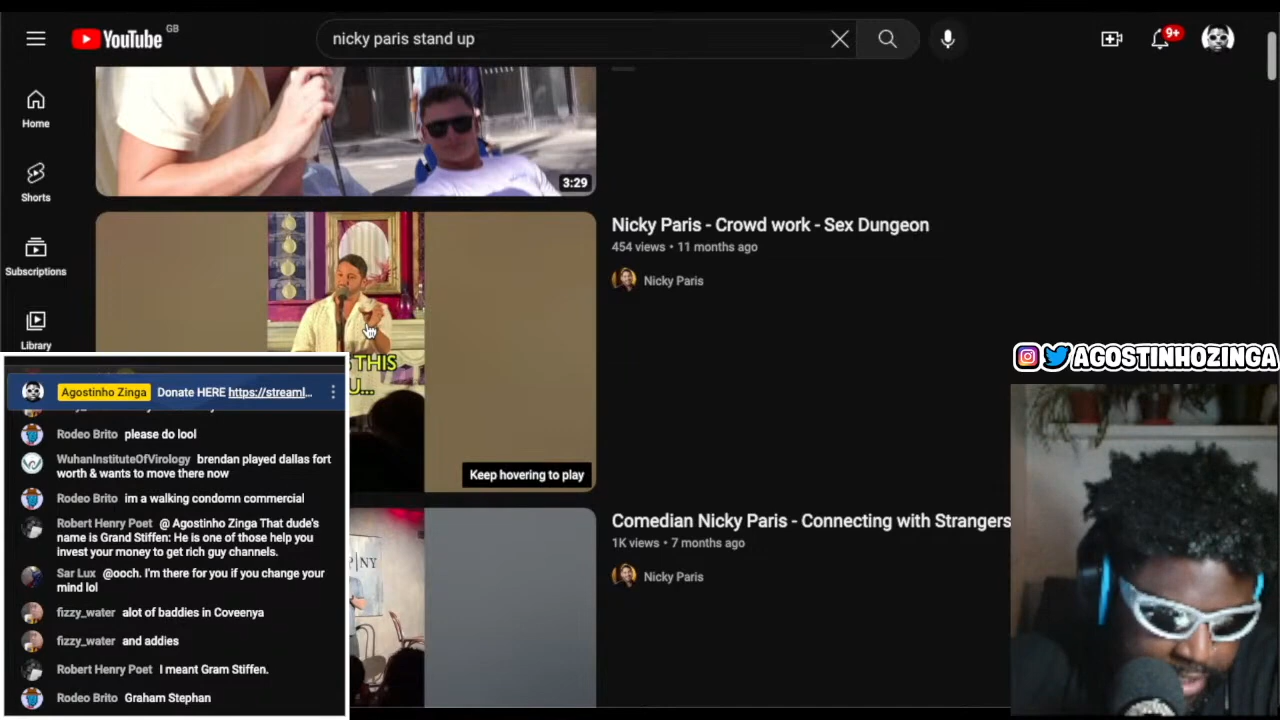 YouTube GB
nicky paris stand up
9+
Home
Shorts
Subscriptions
Library
3:29
Nicky Paris - Crowd work - Sex Dungeon
454 views • 11 months ago
Nicky Paris
THIS
U...
Keep hovering to play
Comedian Nicky Paris - Connecting with Strangers
1K views • 7 months ago
Nicky Paris
NY
AGOSTINHOZINGA
Agostinho Zinga Donate HERE https://streaml...
Rodeo Brito please do lool
WuhanInstituteOfVirology brendan played dallas fort
worth & wants to move there now
Rodeo Brito im a walking condomn commercial
Robert Henry Poet @ Agostinho Zinga That dude's
name is Grand Stiffen: He is one of those help you
invest your money to get rich guy channels.
Sar Lux @ooch. I'm there for you if you change your
mind lol
fizzy_water alot of baddies in Coveenya
fizzy_water and addies
Robert Henry Poet I meant Gram Stiffen.
Rodeo Brito Graham Stephan